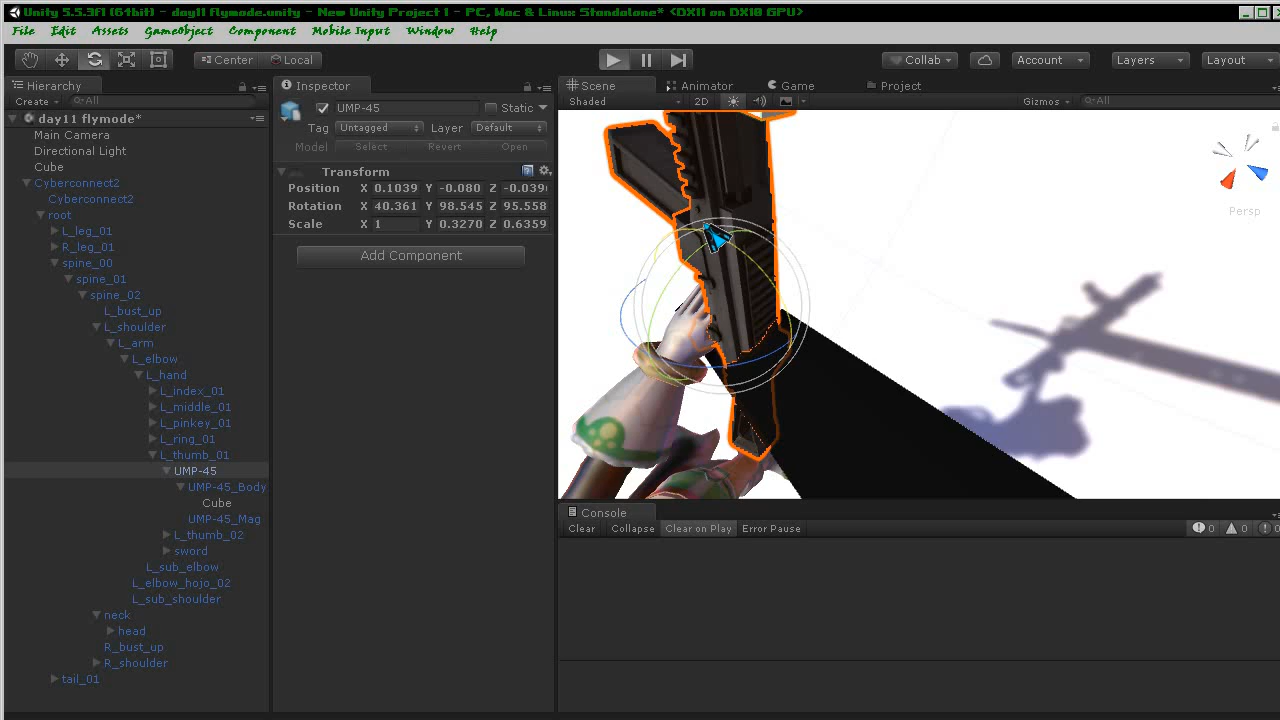 Unity 5.5.3f1 (64bit) - day11 flymode.unity - New Unity Project 1 - PC, Mac & Linux Standalone* <DX11 on DX10 GPU>
File Edit Assets GameObject Component Mobile Input Window Help
Center Local Collab Account Layers Layout
Hierarchy
Create All
day11 flymode*
Main Camera
Directional Light
Cube
Cyberconnect2
Cyberconnect2
root
L_leg_01
R_leg_01
spine_00
spine_01
spine_02
L_bust_up
L_shoulder
L_arm
L_elbow
L_hand
L_index_01
L_middle_01
L_pinkey_01
L_ring_01
L_thumb_01
UMP-45
UMP-45_Body
Cube
UMP-45_Mag
L_thumb_02
sword
L_sub_elbow
L_elbow_hojo_02
L_sub_shoulder
neck
head
R_bust_up
R_shoulder
tail_01
Inspector
UMP-45 Static
Tag Untagged Layer Default
Model Select Revert Open
Transform
Position X 0.1039 Y -0.080 Z -0.039
Rotation X 40.361 Y 98.545 Z 95.558
Scale X 1 Y 0.3270 Z 0.6359
Add Component
Scene Animator Game Project
Shaded 2D Gizmos All
Persp
Console
Clear Collapse Clear on Play Error Pause 0 0 0